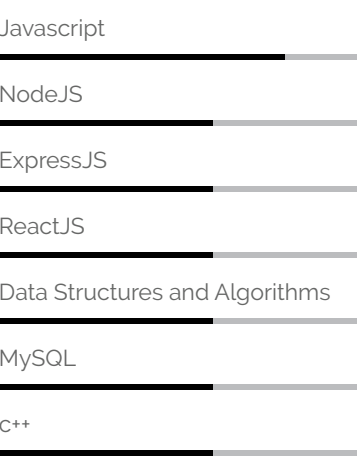 Javascript
NodeJS
ExpressJS
ReactJS
Data Structures and Algorithms
MySQL
c++